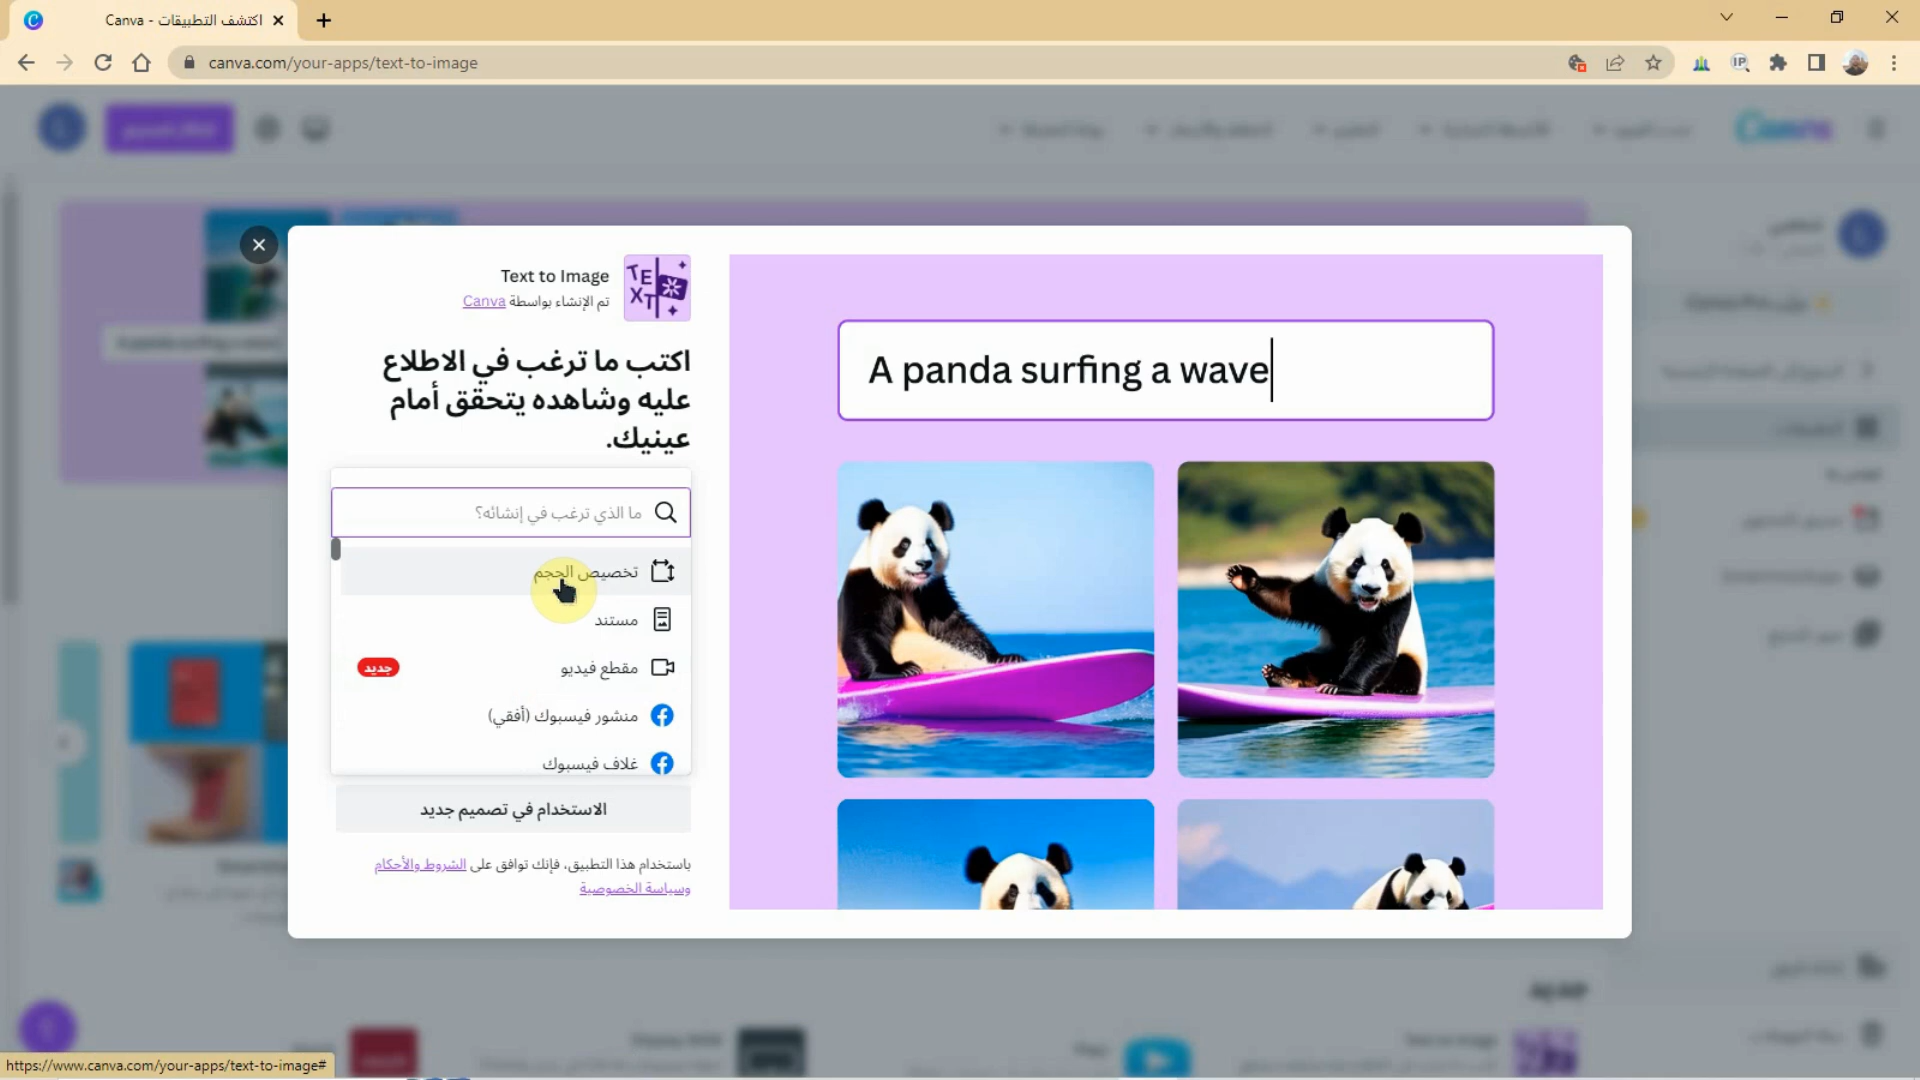 اكتشف التطبيقات - Canva
canva.com/your-apps/text-to-image
Text to Image
تم الإنشاء بواسطة Canva
TEXT
اكتب ما ترغب في الاطلاع
عليه وشاهده يتحقق أمام
عينيك.
ما الذي ترغب في إنشائه؟
تخصيص الحجم
مستند
مقطع فيديو
جديد
منشور فيسبوك (أفقي)
غلاف فيسبوك
الاستخدام في تصميم جديد
باستخدام هذا التطبيق، فإنك توافق على الشروط والأحكام
وسياسة الخصوصية
A panda surfing a wave
Canva
IP
https://www.canva.com/your-apps/text-to-image#